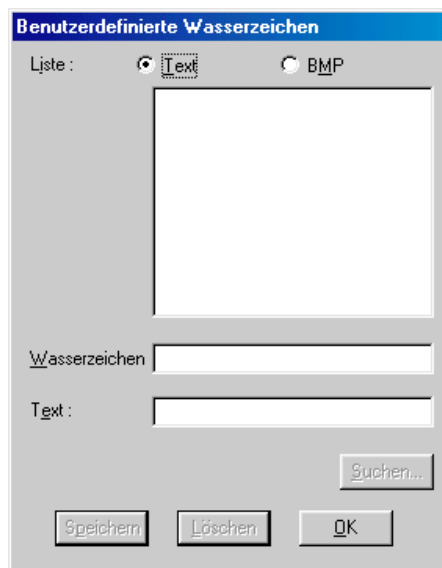 Benutzerdefinierte Wasserzeichen
Liste : Text BMP
Wasserzeichen
Text :
Suchen...
Speichern Löschen OK